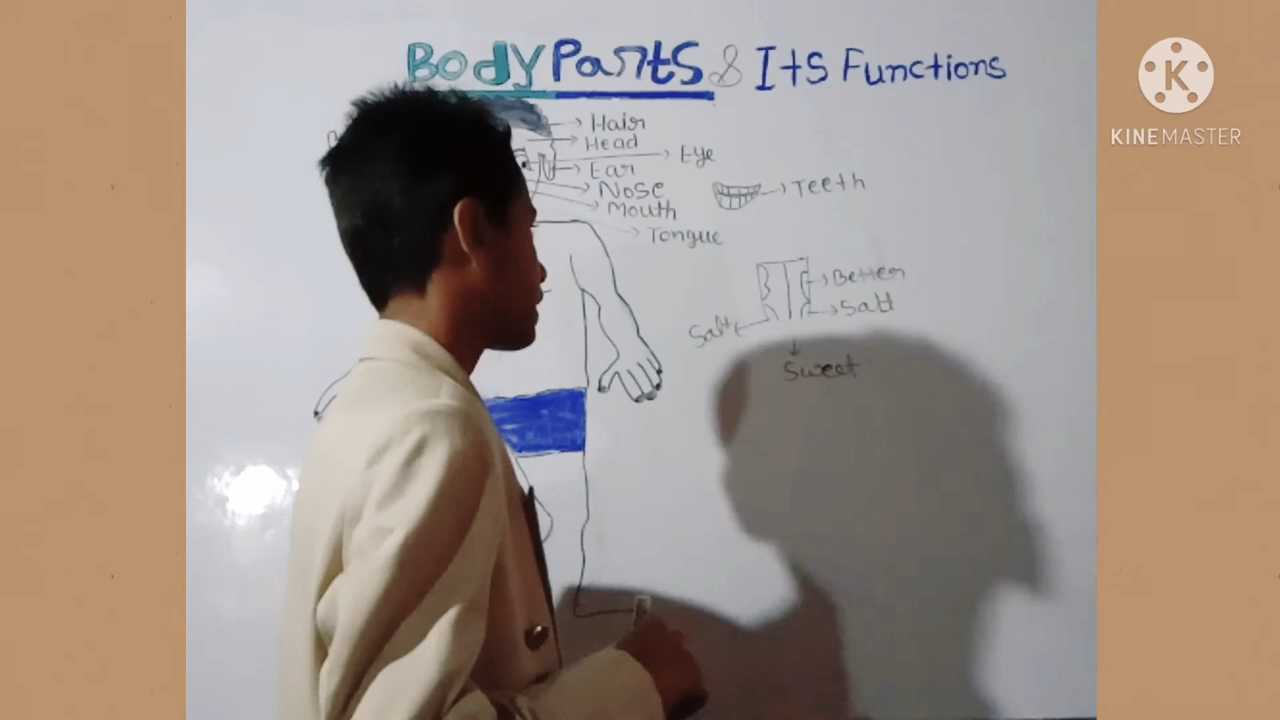 Body Parts & Its Functions
Hair
Head
Eye
Ear
Nose
Mouth
Tongue
Teeth
Better
Salt
Salt
Sweet
K
KINEMASTER